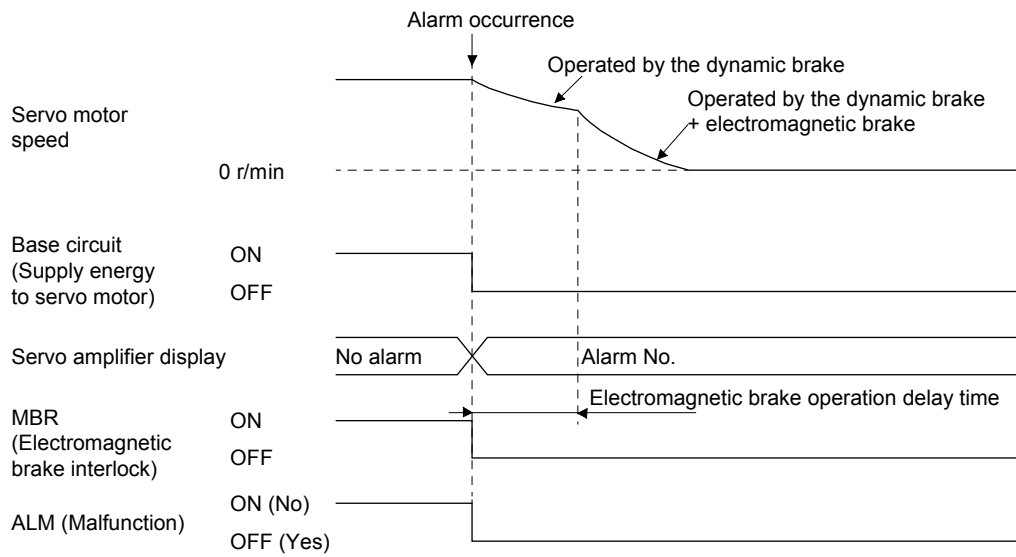 Alarm occurrence
Operated by the dynamic brake
Operated by the dynamic brake
+ electromagnetic brake
Servo motor
speed
0 r/min
Base circuit
(Supply energy
to servo motor)
ON
OFF
Servo amplifier display
No alarm
Alarm No.
Electromagnetic brake operation delay time
MBR
(Electromagnetic
brake interlock)
ON
OFF
ALM (Malfunction)
ON (No)
OFF (Yes)